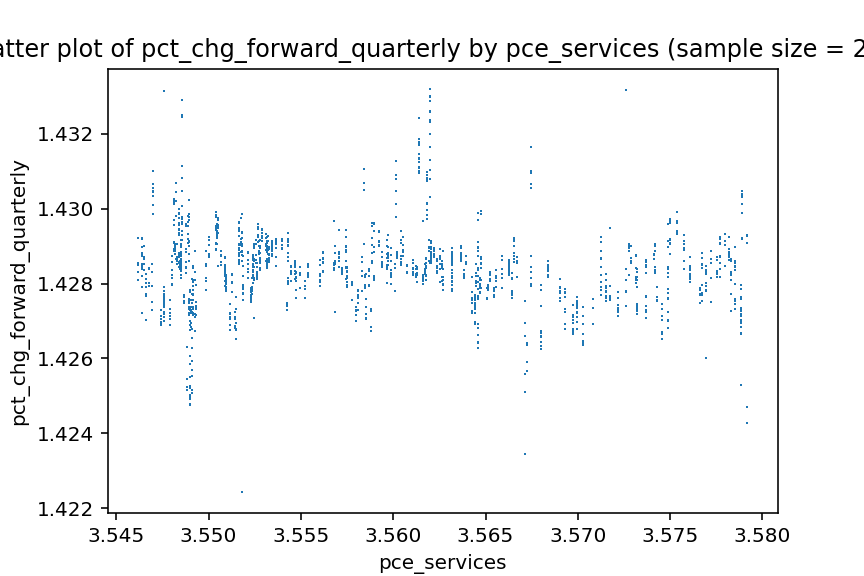 atter plot of pct_chg_forward_quarterly by pce_services (sample size = 2
1.432
1.430
1.428
1.426
1.424
1.422
pct_chg_forward_quarterly
3.545 3.550 3.555 3.560 3.565 3.570 3.575 3.580
pce_services